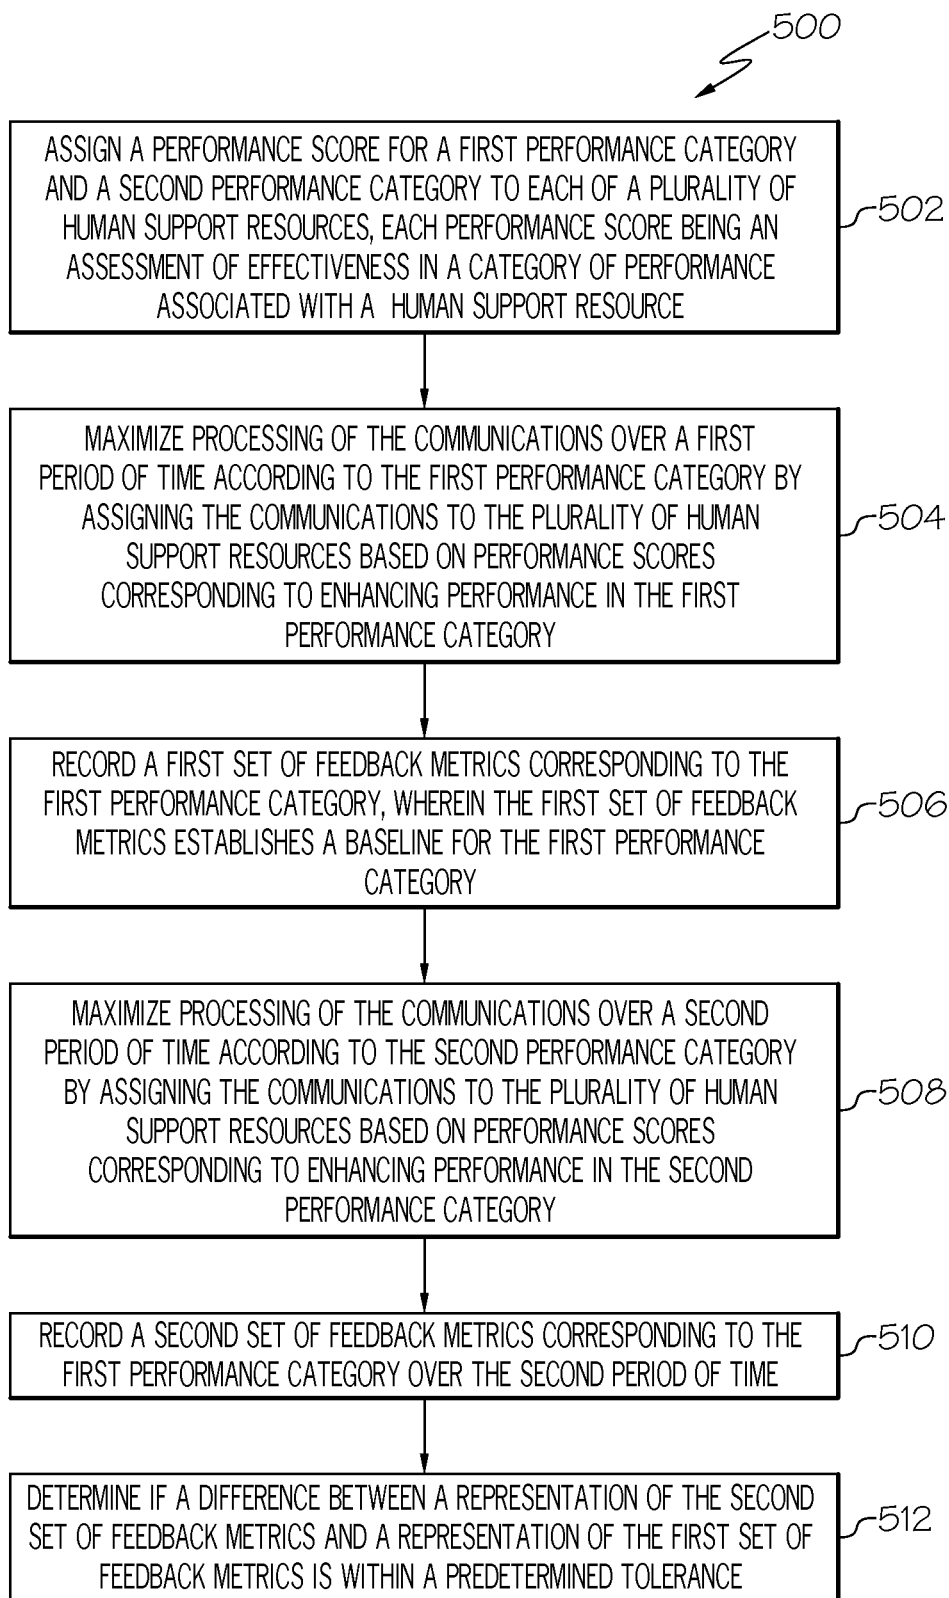 500
ASSIGN A PERFORMANCE SCORE FOR A FIRST PERFORMANCE CATEGORY
AND A SECOND PERFORMANCE CATEGORY TO EACH OF A PLURALITY OF
HUMAN SUPPORT RESOURCES, EACH PERFORMANCE SCORE BEING AN
ASSESSMENT OF EFFECTIVENESS IN A CATEGORY OF PERFORMANCE
ASSOCIATED WITH A HUMAN SUPPORT RESOURCE
502
MAXIMIZE PROCESSING OF THE COMMUNICATIONS OVER A FIRST
PERIOD OF TIME ACCORDING TO THE FIRST PERFORMANCE CATEGORY BY
ASSIGNING THE COMMUNICATIONS TO THE PLURALITY OF HUMAN
SUPPORT RESOURCES BASED ON PERFORMANCE SCORES
CORRESPONDING TO ENHANCING PERFORMANCE IN THE FIRST
PERFORMANCE CATEGORY
504
RECORD A FIRST SET OF FEEDBACK METRICS CORRESPONDING TO THE
FIRST PERFORMANCE CATEGORY, WHEREIN THE FIRST SET OF FEEDBACK
METRICS ESTABLISHES A BASELINE FOR THE FIRST PERFORMANCE
CATEGORY
506
MAXIMIZE PROCESSING OF THE COMMUNICATIONS OVER A SECOND
PERIOD OF TIME ACCORDING TO THE SECOND PERFORMANCE CATEGORY
BY ASSIGNING THE COMMUNICATIONS TO THE PLURALITY OF HUMAN
SUPPORT RESOURCES BASED ON PERFORMANCE SCORES
CORRESPONDING TO ENHANCING PERFORMANCE IN THE SECOND
PERFORMANCE CATEGORY
508
RECORD A SECOND SET OF FEEDBACK METRICS CORRESPONDING TO THE
FIRST PERFORMANCE CATEGORY OVER THE SECOND PERIOD OF TIME
510
DETERMINE IF A DIFFERENCE BETWEEN A REPRESENTATION OF THE SECOND
SET OF FEEDBACK METRICS AND A REPRESENTATION OF THE FIRST SET OF
FEEDBACK METRICS IS WITHIN A PREDETERMINED TOLERANCE
512